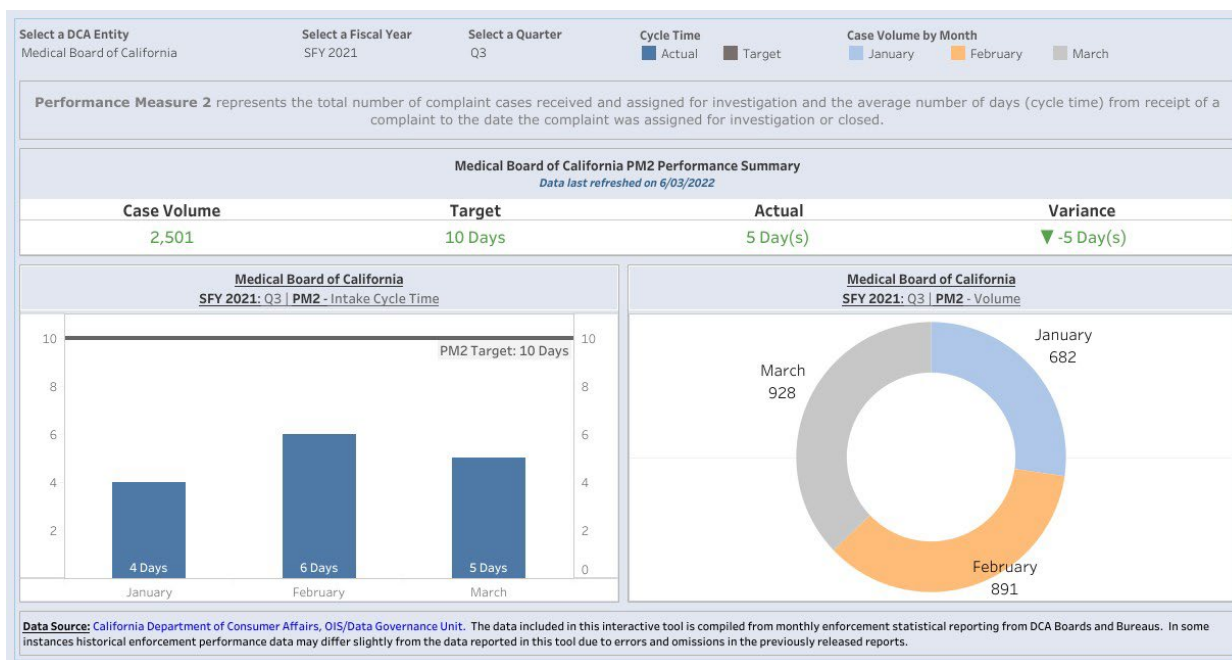 Select a DCA Entity
Medical Board of California
Select a Fiscal Year
SFY 2021
Select a Quarter
Q3
Cycle Time
Actual
Target
Case Volume by Month
January
February
March
Performance Measure 2 represents the total number of complaint cases received and assigned for investigation and the average number of days (cycle time) from receipt of a
complaint to the date the complaint was assigned for investigation or closed.
Medical Board of California PM2 Performance Summary
Data last refreshed on 6/03/2022
Case Volume Target Actual Variance
2,501 10 Days 5 Day(s) ▼ -5 Day(s)
Medical Board of California
SFY 2021: Q3 | PM2 - Intake Cycle Time
10 10
PM2 Target: 10 Days
8 8
6 6
4 4
2 2
0
4 Days 6 Days 5 Days
January February March
Medical Board of California
SFY 2021: Q3 | PM2 - Volume
January
682
March
928
February
891
Data Source: California Department of Consumer Affairs, OIS/Data Governance Unit. The data included in this interactive tool is compiled from monthly enforcement statistical reporting from DCA Boards and Bureaus. In some
instances historical enforcement performance data may differ slightly from the data reported in this tool due to errors and omissions in the previously released reports.